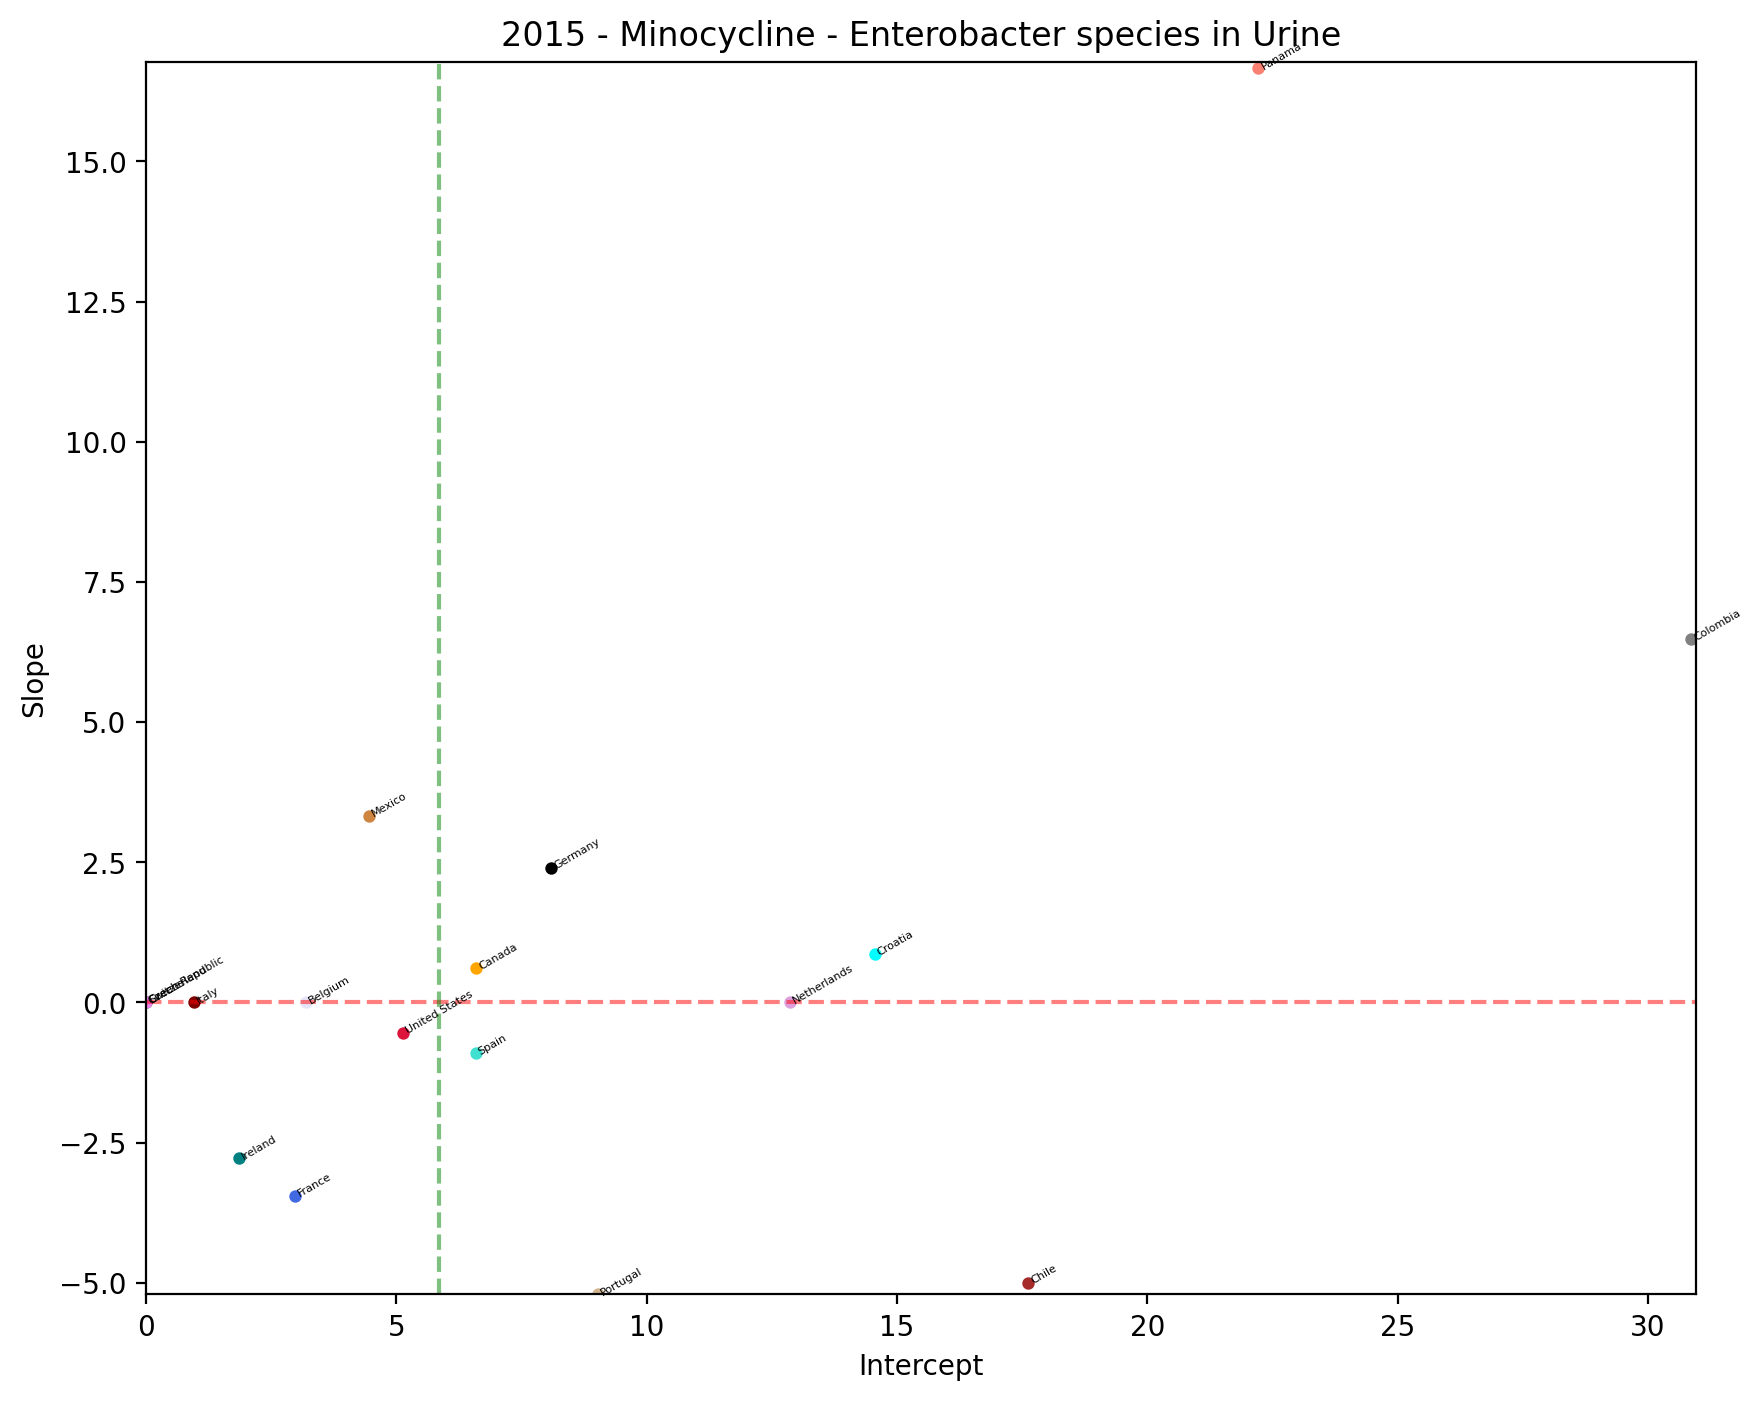 2015 - Minocycline - Enterobacter species in Urine
Panama
15.0
12.5
10.0
7.5
5.0
2.5
0.0
−2.5
−5.0
Slope
Colombia
Mexico
Germany
Croatia
Canada
Netherlands
Belgium
Italy
United States
Spain
Ireland
France
Portugal
Chile
0 5 10 15 20 25 30
Intercept